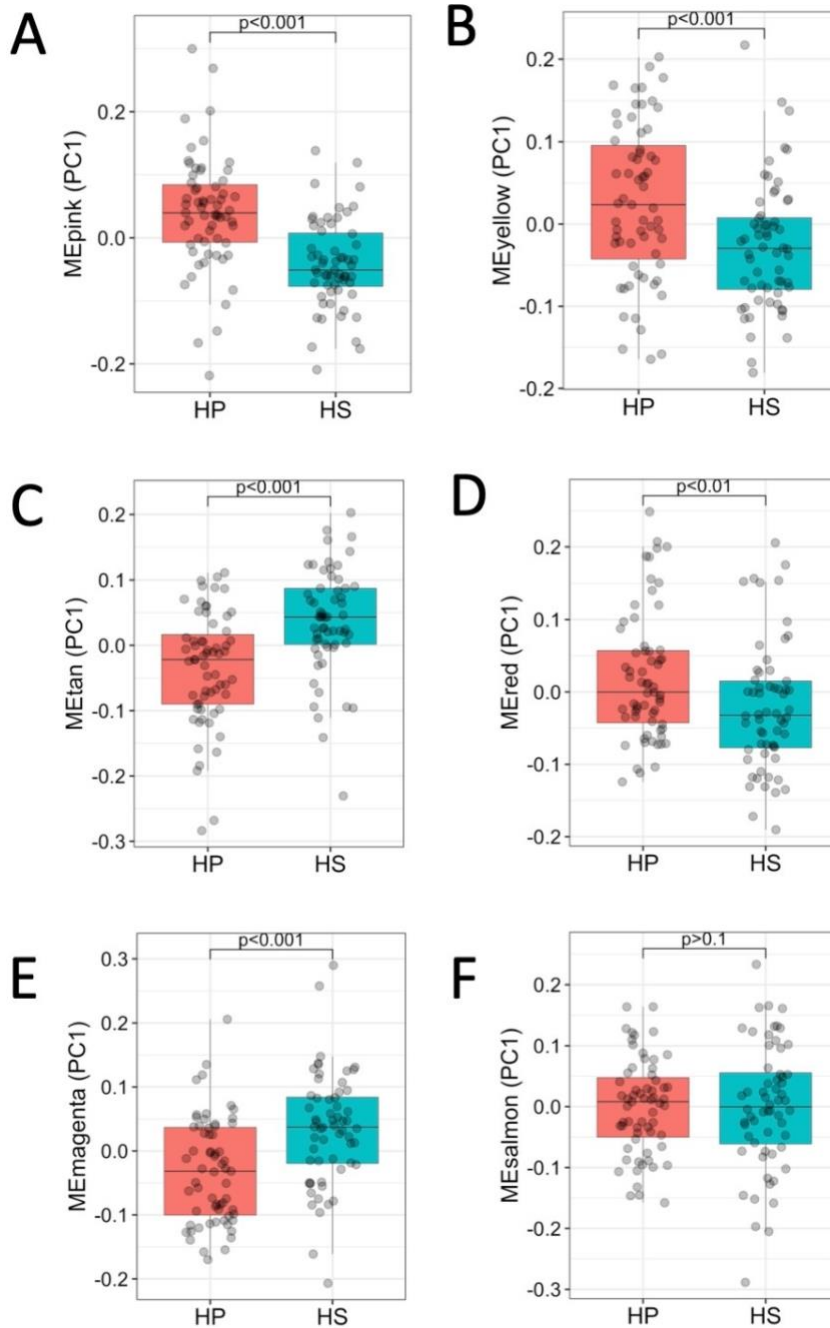 A
p<0.001
MEpink (PC1)
0.2
0.0
-0.2
HP HS
B
p<0.001
MEyellow (PC1)
0.2
0.1
0.0
-0.1
-0.2
HP HS
C
p<0.001
MEtan (PC1)
0.2
0.1
0.0
-0.1
-0.2
-0.3
HP HS
D
p<0.01
MEred (PC1)
0.2
0.1
0.0
-0.1
-0.2
HP HS
E
p<0.001
MEmagenta (PC1)
0.3
0.2
0.1
0.0
-0.1
-0.2
HP HS
F
p>0.1
MEsalmon (PC1)
0.2
0.1
0.0
-0.1
-0.2
-0.3
HP HS